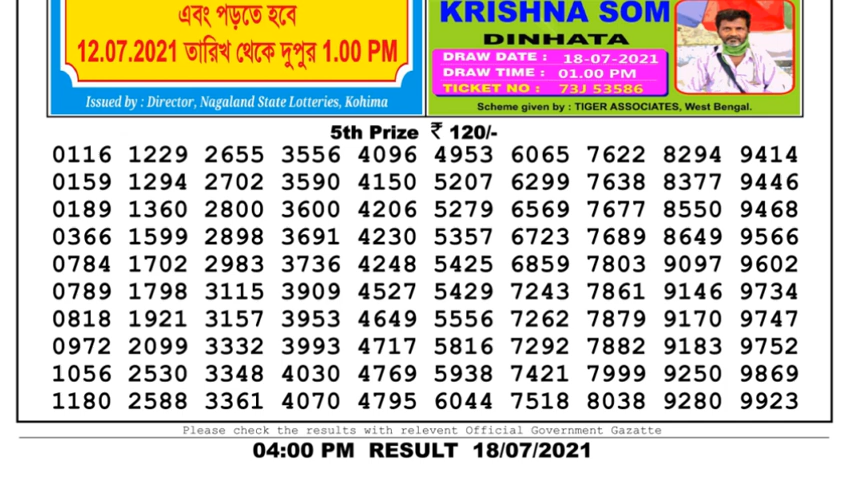 এবং পড়তে হবে
12.07.2021 তারিখ থেকে দুপুর 1.00 PM
Issued by : Director, Nagaland State Lotteries, Kohima
KRISHNA SOM
DINHATA
DRAW DATE : 18-07-2021
DRAW TIME : 01.00 PM
TICKET NO : 73J 53586
Scheme given by : TIGER ASSOCIATES, West Bengal.
5th Prize ₹ 120/-
0116 1229 2655 3556 4096 4953 6065 7622 8294 9414
0159 1294 2702 3590 4150 5207 6299 7638 8377 9446
0189 1360 2800 3600 4206 5279 6569 7677 8550 9468
0366 1599 2898 3691 4230 5357 6723 7689 8649 9566
0784 1702 2983 3736 4248 5425 6859 7803 9097 9602
0789 1798 3115 3909 4527 5429 7243 7861 9146 9734
0818 1921 3157 3953 4649 5556 7262 7879 9170 9747
0972 2099 3332 3993 4717 5816 7292 7882 9183 9752
1056 2530 3348 4030 4769 5938 7421 7999 9250 9869
1180 2588 3361 4070 4795 6044 7518 8038 9280 9923
Please check the results with relevent Official Government Gazatte
04:00 PM RESULT 18/07/2021